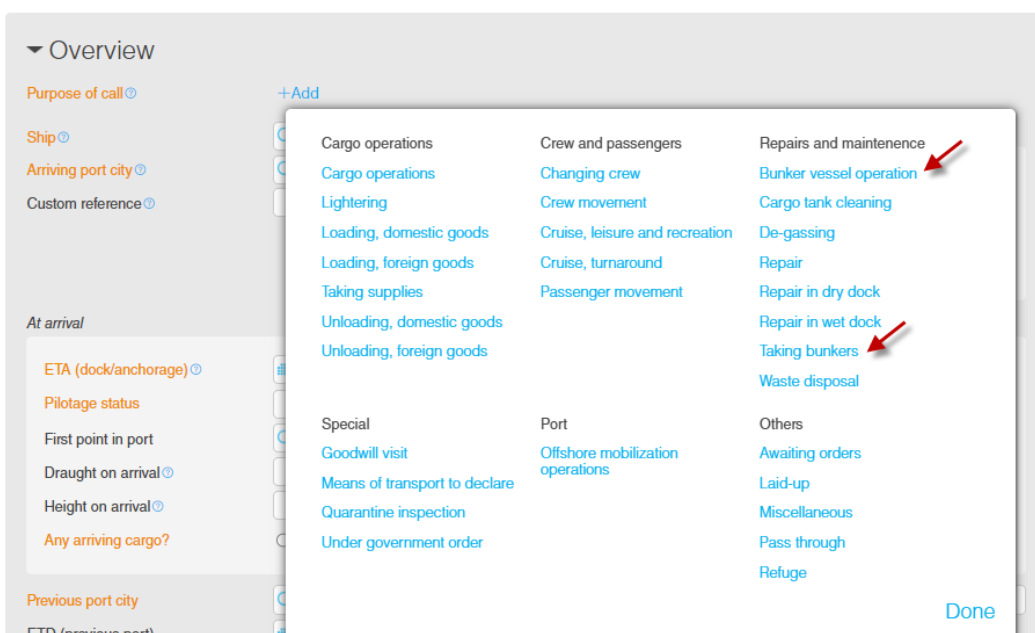 Overview
Purpose of call
+Add
Ship
Arriving port city
Custom reference
At arrival
ETA (dock/anchorage)
Pilotage status
First point in port
Draught on arrival
Height on arrival
Any arriving cargo?
Previous port city
ETD (previous port)
Cargo operations
Cargo operations
Lightering
Loading, domestic goods
Loading, foreign goods
Taking supplies
Unloading, domestic goods
Unloading, foreign goods
Crew and passengers
Changing crew
Crew movement
Cruise, leisure and recreation
Cruise, turnaround
Passenger movement
Repairs and maintenence
Bunker vessel operation
Cargo tank cleaning
De-gassing
Repair
Repair in dry dock
Repair in wet dock
Taking bunkers
Waste disposal
Special
Goodwill visit
Means of transport to declare
Quarantine inspection
Under government order
Port
Offshore mobilization
operations
Others
Awaiting orders
Laid-up
Miscellaneous
Pass through
Refuge
Done